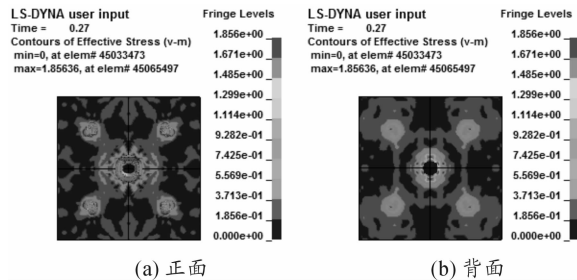 LS-DYNA user input
Time = 0.27
Contours of Effective Stress (v-m)
min=0, at elem# 45033473
max=1.85636, at elem# 45065497
Fringe Levels
1.856e+00
1.671e+00
1.485e+00
1.299e+00
1.114e+00
9.282e-01
7.425e-01
5.569e-01
3.713e-01
1.856e-01
0.000e+00
(a) 正面
LS-DYNA user input
Time = 0.27
Contours of Effective Stress (v-m)
min=0, at elem# 45033473
max=1.85636, at elem# 45065497
Fringe Levels
1.856e+00
1.671e+00
1.485e+00
1.299e+00
1.114e+00
9.282e-01
7.425e-01
5.569e-01
3.713e-01
1.856e-01
0.000e+00
(b) 背面